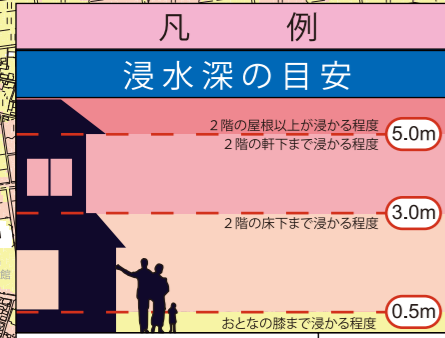 凡 例
浸水深の目安
2階の屋根以上が浸かる程度
5.0m
2階の軒下まで浸かる程度
3.0m
2階の床下まで浸かる程度
0.5m
おとなの膝まで浸かる程度
館